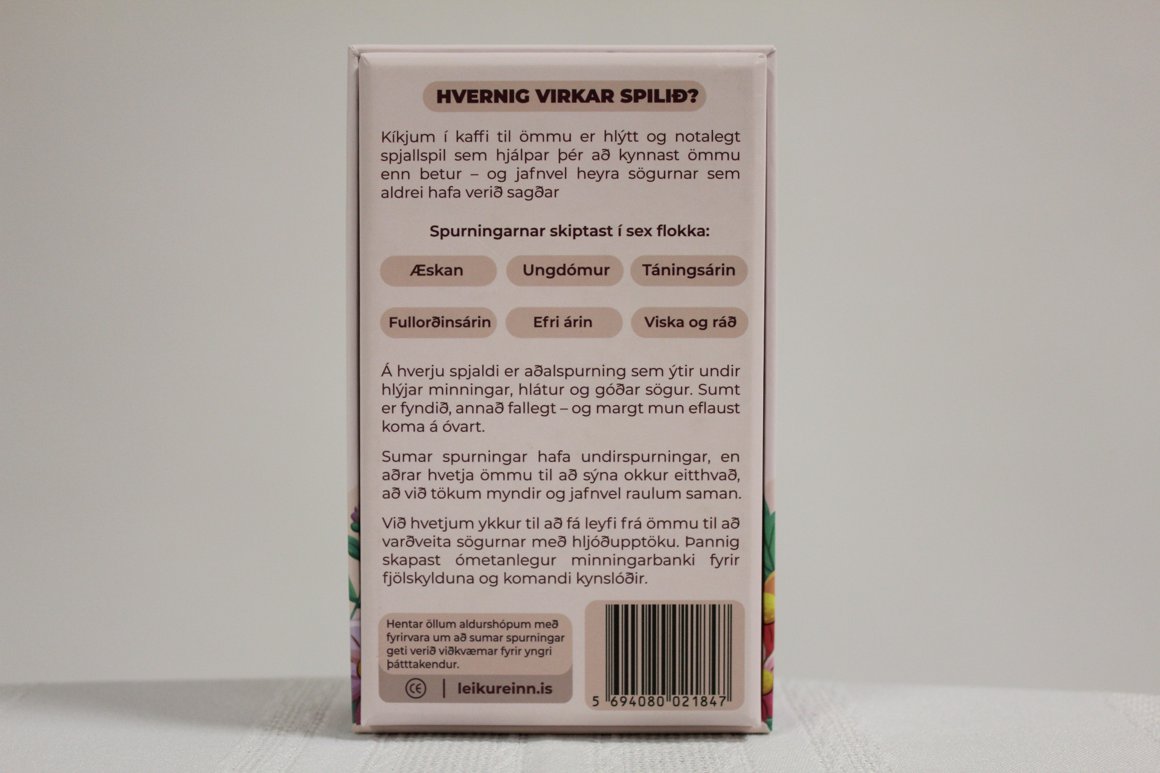 HVERNIG VIRKAR SPILIÐ?
Kíkjum í kaffi til ömmu er hlýtt og notalegt
spjallspil sem hjálpar þér að kynnast ömmu
enn betur – og jafnvel heyra sögurnar sem
aldrei hafa verið sagðar
Spurningarnar skiptast í sex flokka:
Æskan Ungdómur Táningsárin
Fullorðinsárin Efri árin Viska og ráð
Á hverju spjaldi er aðalspurning sem ýtir undir
hlýjar minningar, hlátur og góðar sögur. Sumt
er fyndið, annað fallegt – og margt mun eflaust
koma á óvart.
Sumar spurningar hafa undirspurningar, en
aðrar hvetja ömmu til að sýna okkur eitthvað,
að við tökum myndir og jafnvel raulum saman.
Við hvetjum ykkur til að fá leyfi frá ömmu til að
varðveita sögurnar með hljóðupptöku. Þannig
skapast ómetanlegur minningarbanki fyrir
fjölskylduna og komandi kynslóðir.
Hentar öllum aldurshópum með
fyrirvara um að sumar spurningar
geti verið viðkvæmar fyrir yngri
þátttakendur.
CE | leikureinn.is
5 694080 021847